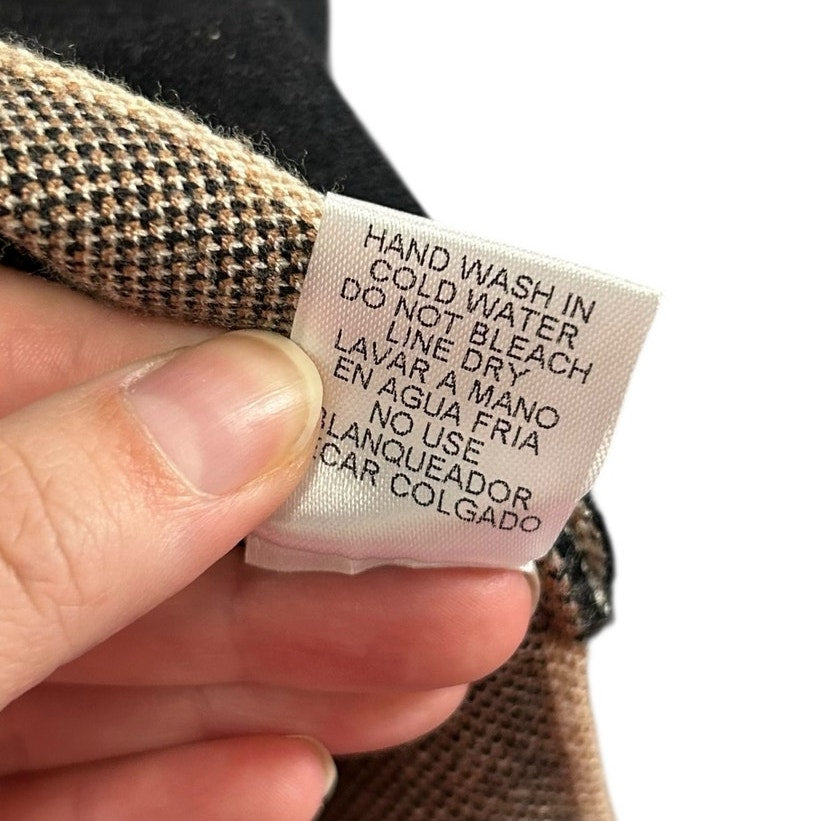 HAND WASH IN
COLD WATER
DO NOT BLEACH
LINE DRY
LAVAR A MANO
EN AGUA FRIA
NO USE
BLANQUEADOR
ECAR COLGADO